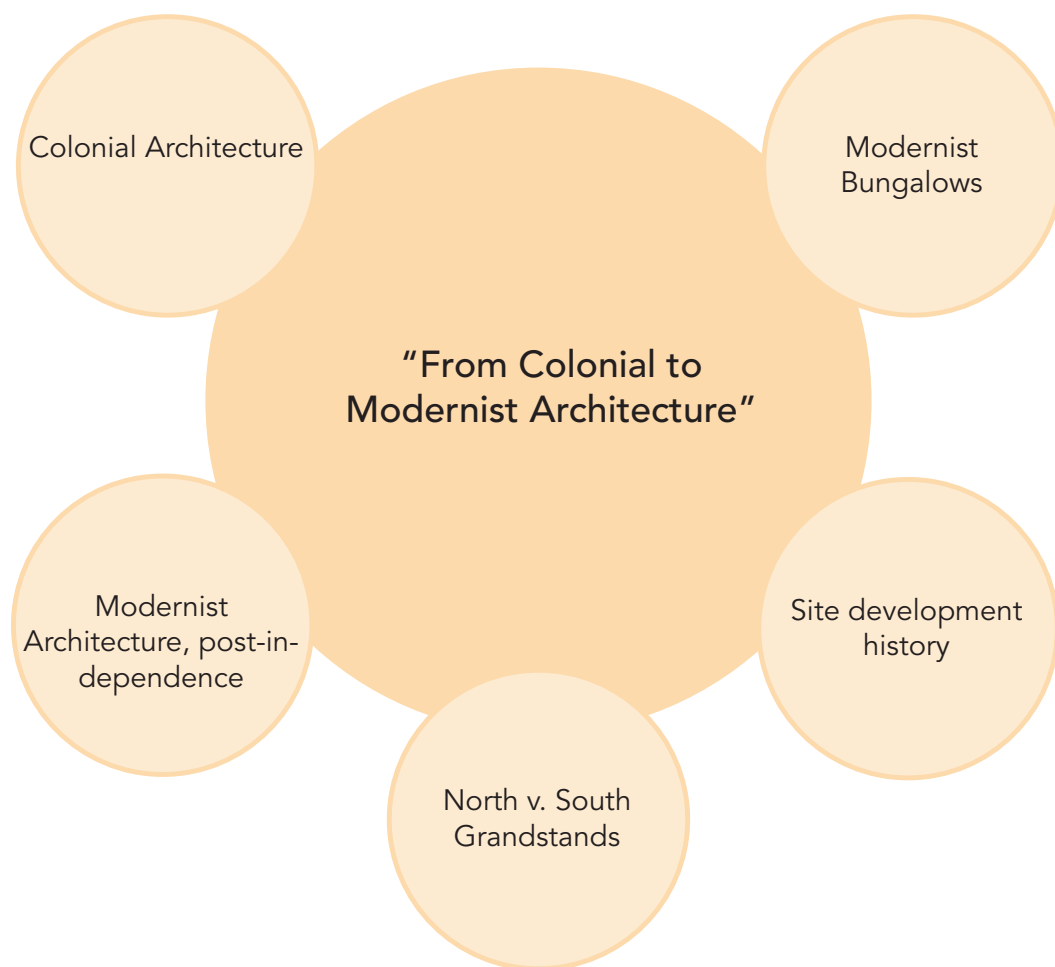 Colonial Architecture
Modernist
Bungalows
“From Colonial to
Modernist Architecture”
Modernist
Architecture, post-in-
dependence
Site development
history
North v. South
Grandstands